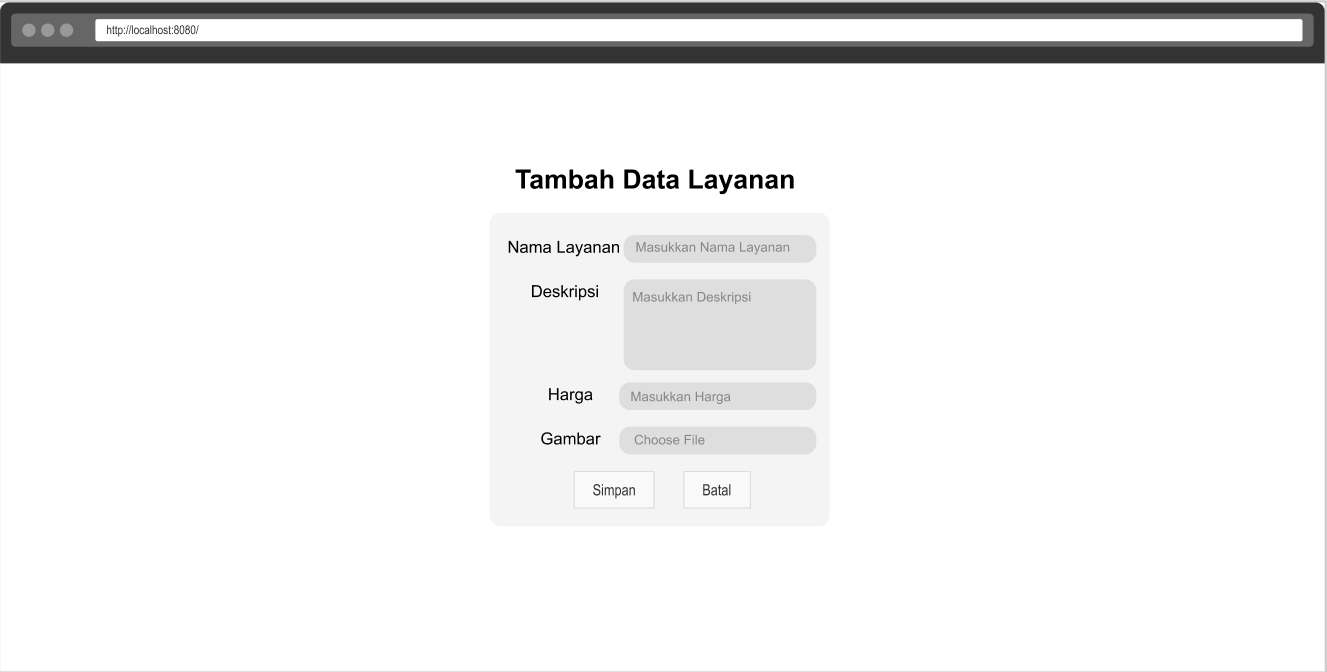 http://localhost:8080/
Tambah Data Layanan
Nama Layanan Masukkan Nama Layanan
Deskripsi Masukkan Deskripsi
Harga Masukkan Harga
Gambar Choose File
Simpan Batal